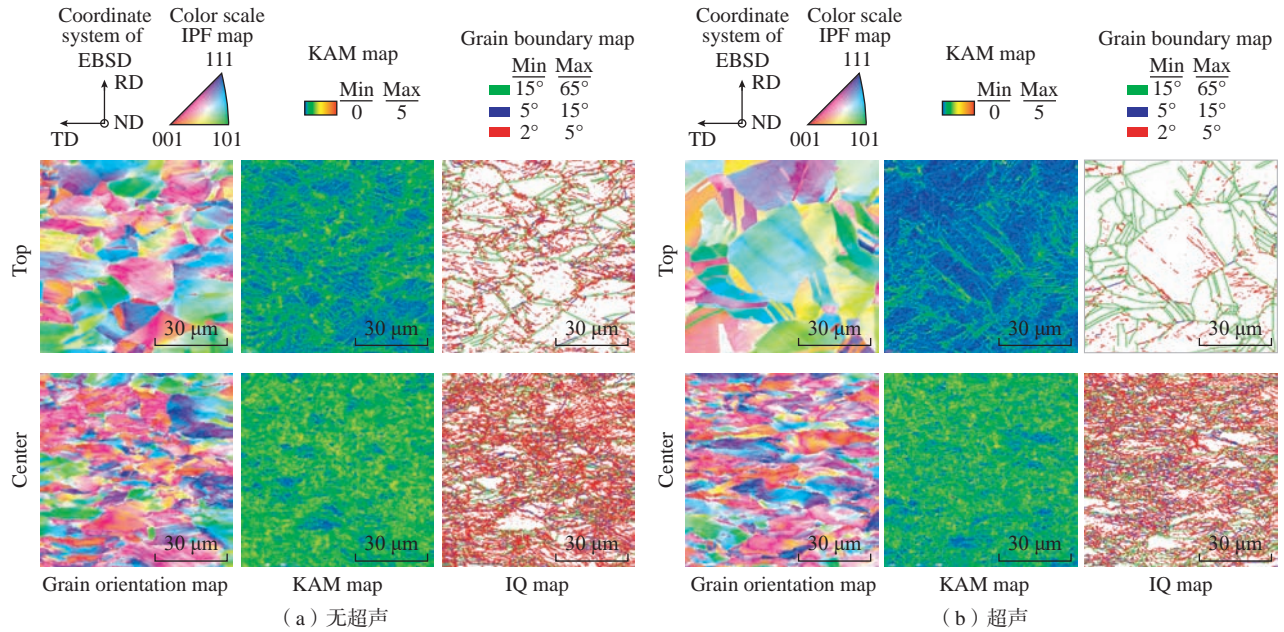 Coordinate
system of
EBSD
RD
ND
TD
Color scale
IPF map
111
001
101
KAM map
Min Max
0 5
Grain boundary map
Min Max
15° 65°
5° 15°
2° 5°
Top
30 μm
30 μm
30 μm
Center
30 μm
30 μm
30 μm
Grain orientation map
KAM map
IQ map
（a）无超声
Coordinate
system of
EBSD
RD
ND
TD
Color scale
IPF map
111
001
101
KAM map
Min Max
0 5
Grain boundary map
Min Max
15° 65°
5° 15°
2° 5°
Top
30 μm
30 μm
30 μm
Center
30 μm
30 μm
30 μm
Grain orientation map
KAM map
IQ map
（b）超声